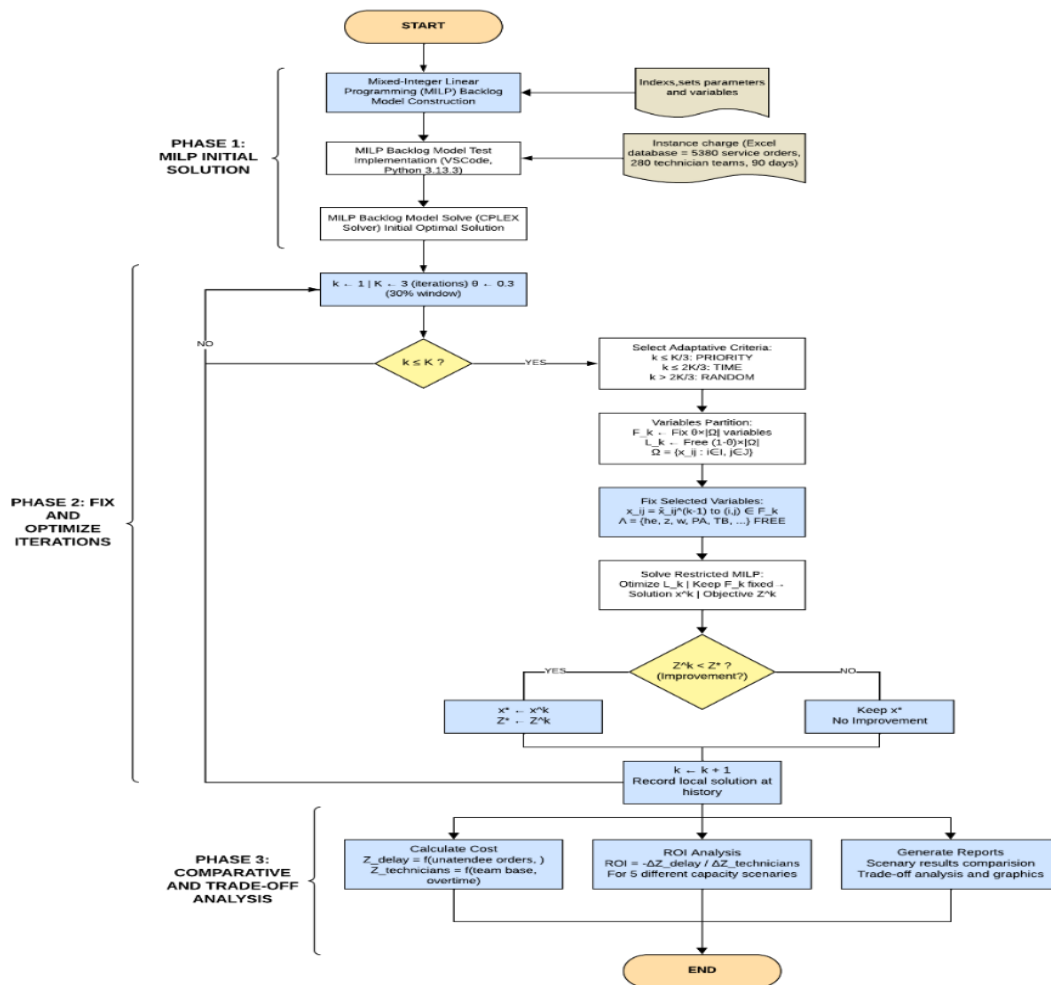 START
Mixed-Integer Linear
Programming (MILP) Backlog
Model Construction
Indexs,sets parameters
and variables
PHASE 1:
MILP INITIAL
SOLUTION
MILP Backlog Model Test
Implementation (VSCode,
Python 3.13.3)
Instance charge (Excel
database = 5380 service orders,
280 technician teams, 90 days)
MILP Backlog Model Solve (CPLEX
Solver) Initial Optimal Solution
k ← 1 | K ← 3 (iterations) θ ← 0.3
(30% window)
NO
k ≤ K ?
YES
Select Adaptative Criteria:
k ≤ K/3: PRIORITY
k ≤ 2K/3: TIME
k > 2K/3: RANDOM
Variables Partition:
F_k ← Fix θ×|Ω| variables
L_k ← Free (1-θ)×|Ω|
Ω = {x_ij : i∈I, j∈J}
PHASE 2: FIX
AND
OPTIMIZE
ITERATIONS
Fix Selected Variables:
x_ij = x̄_ij^(k-1) to (i,j) ∈ F_k
Λ = {he, z, w, PA, TB, ...} FREE
Solve Restricted MILP:
Otimize L_k | Keep F_k fixed→
Solution x^k | Objective Z^k
YES
Z^k < Z* ?
(Improvement?)
NO
x* ← x^k
Z* ← Z^k
Keep x*
No Improvement
k ← k + 1
Record local solution at
history
PHASE 3:
COMPARATIVE
AND TRADE-OFF
ANALYSIS
Calculate Cost
Z_delay = f(unatendee orders, )
Z_technicians = f(team base,
overtime)
ROI Analysis
ROI = -ΔZ_delay / ΔZ_technicians
For 5 different capacity scenarios
Generate Reports
Scenary results comparision
Trade-off analysis and graphics
END